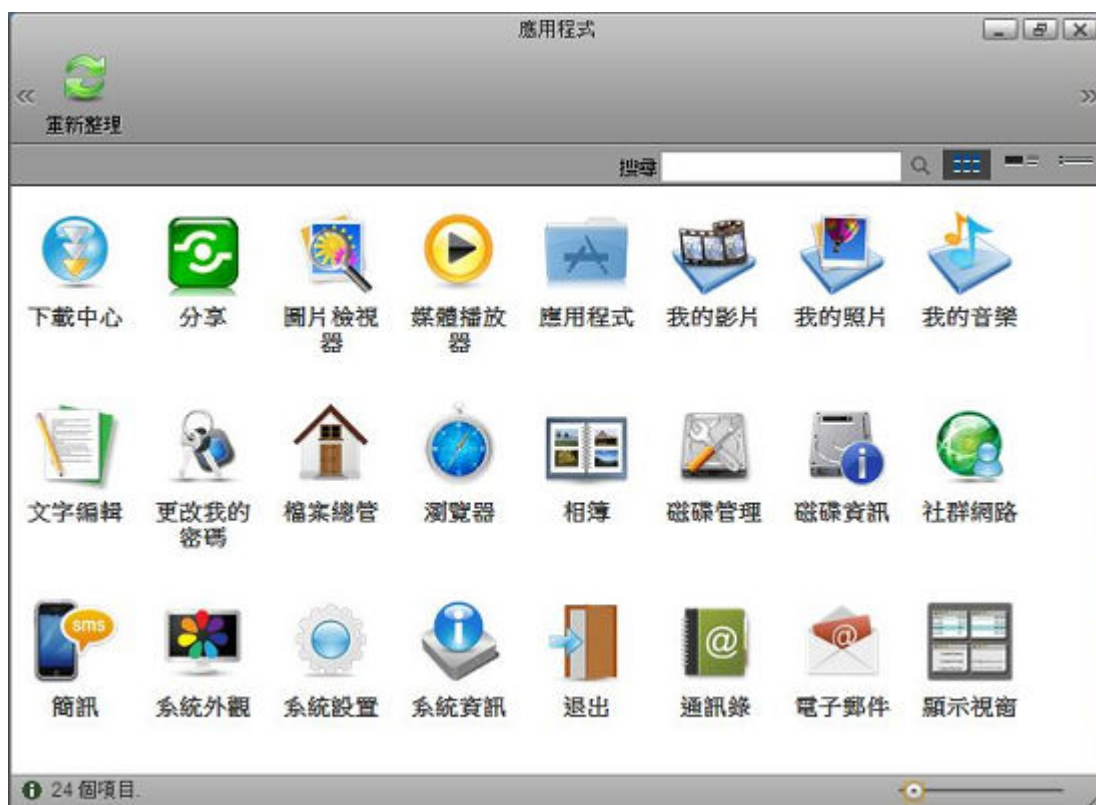 應用程式
重新整理
搜尋
下載中心
分享
圖片檢視
器
媒體播放
器
應用程式
我的影片
我的照片
我的音樂
文字編輯
更改我的
密碼
檔案總管
瀏覽器
相簿
磁碟管理
磁碟資訊
社群網路
sms
簡訊
系統外觀
系統設置
系統資訊
退出
@
通訊錄
@
電子郵件
顯示視窗
24 個項目.